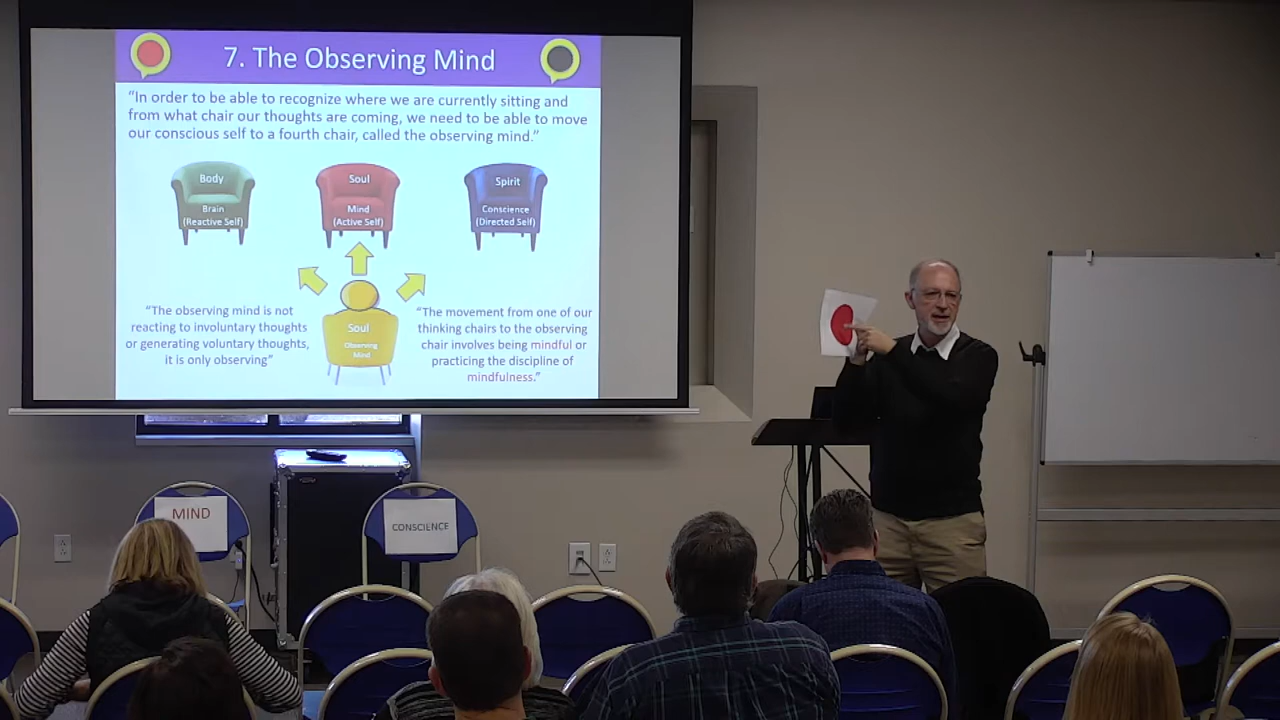 7. The Observing Mind
“In order to be able to recognize where we are currently sitting and
from what chair our thoughts are coming, we need to be able to move
our conscious self to a fourth chair, called the observing mind.”
Body
Brain
(Reactive Self)
Soul
Mind
(Active Self)
Spirit
Conscience
(Directed Self)
“The observing mind is not
reacting to involuntary thoughts
or generating voluntary thoughts,
it is only observing”
Soul
Observing
Mind
“The movement from one of our
thinking chairs to the observing
chair involves being mindful or
practicing the discipline of
mindfulness.”
MIND
CONSCIENCE